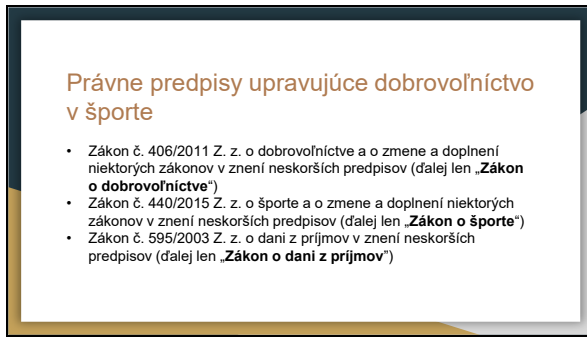 Právne predpisy upravujúce dobrovoľníctvo
v športe
• Zákon č. 406/2011 Z. z. o dobrovoľníctve a o zmene a doplnení
niektorých zákonov v znení neskorších predpisov (ďalej len „Zákon
o dobrovoľníctve“)
• Zákon č. 440/2015 Z. z. o športe a o zmene a doplnení niektorých
zákonov v znení neskorších predpisov (ďalej len „Zákon o športe“)
• Zákon č. 595/2003 Z. z. o dani z príjmov v znení neskorších
predpisov (ďalej len „Zákon o dani z príjmov”)